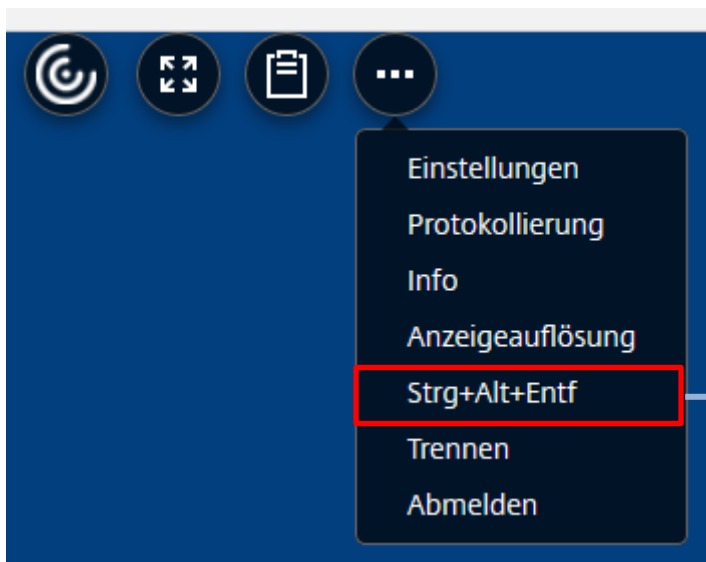 Einstellungen
Protokollierung
Info
Anzeigeauflösung
Strg+Alt+Entf
Trennen
Abmelden